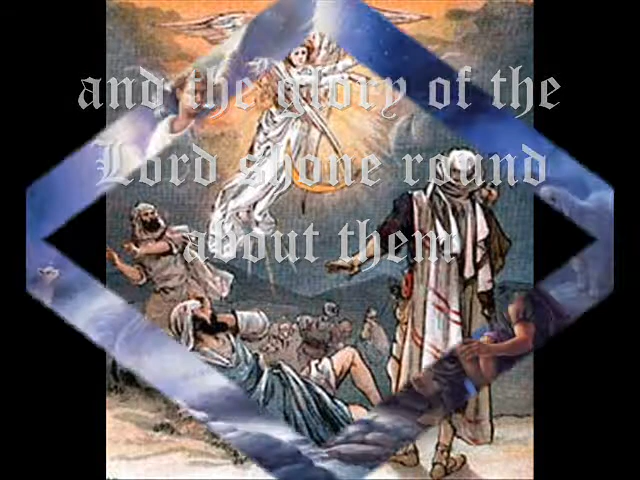 and the glory of the
Lord shone round
about them